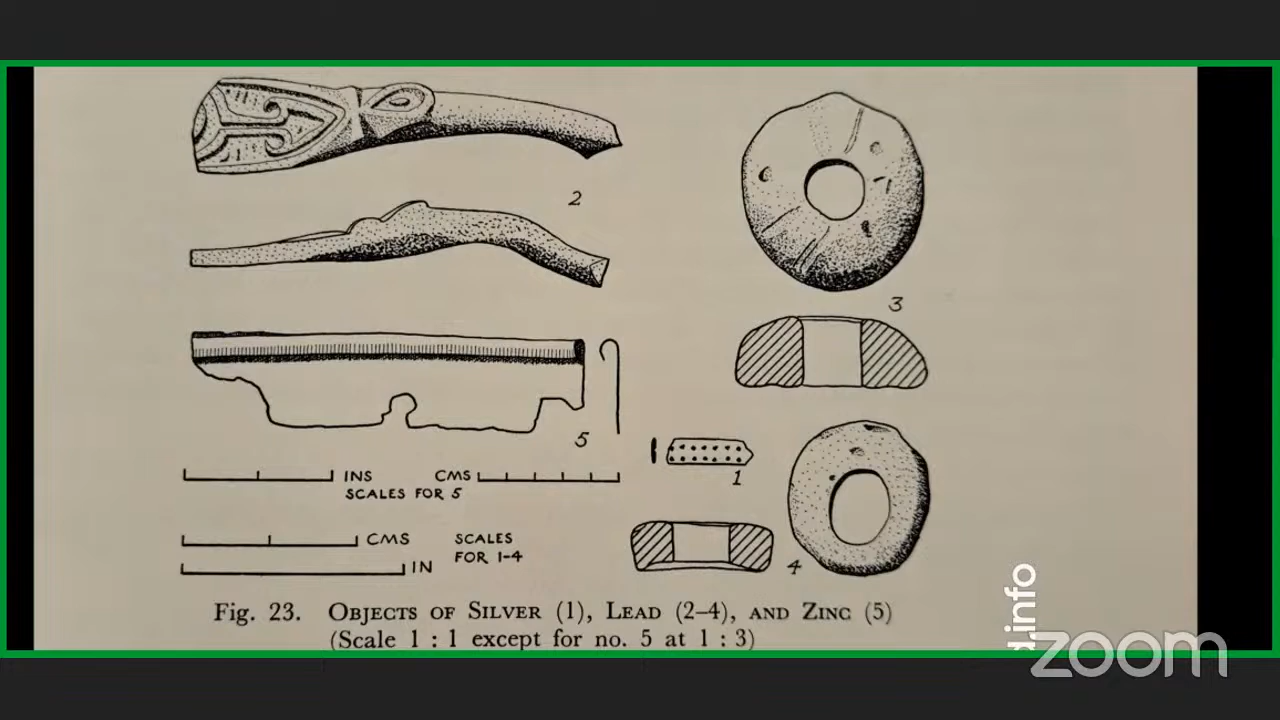 2
3
5
1
4
INS
SCALES FOR 5
CMS
CMS
IN
SCALES
FOR 1-4
Fig. 23. OBJECTS OF SILVER (1), LEAD (2–4), AND ZINC (5)
(Scale 1 : 1 except for no. 5 at 1 : 3)
d.info
zoom